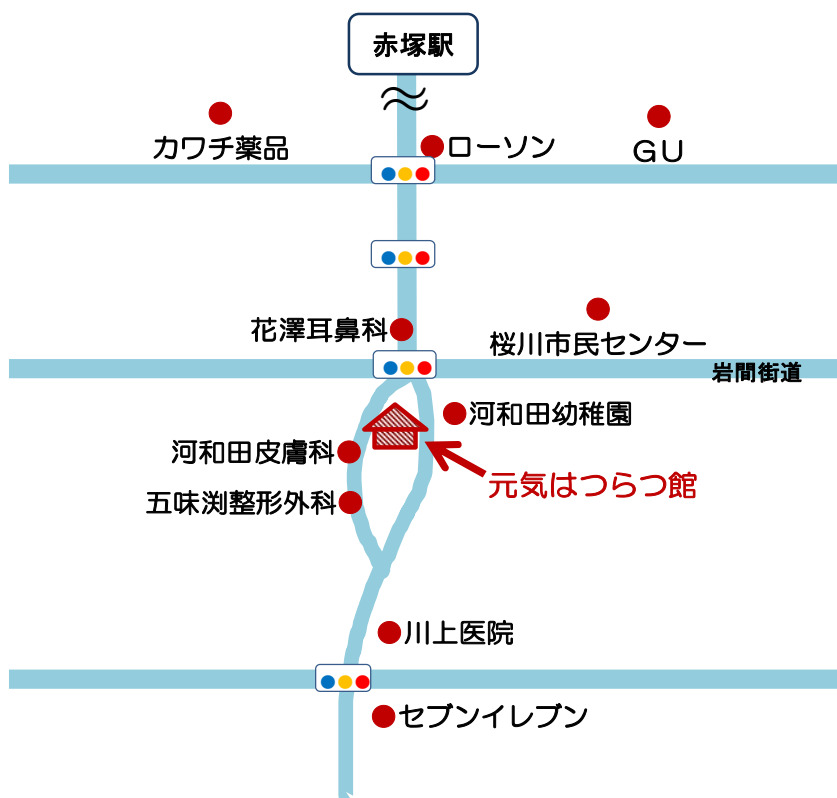 赤塚駅
カワチ薬品
ローソン
ＧＵ
花澤耳鼻科
桜川市民センター
岩間街道
河和田幼稚園
河和田皮膚科
元気はつらつ館
五味渕整形外科
川上医院
セブンイレブン